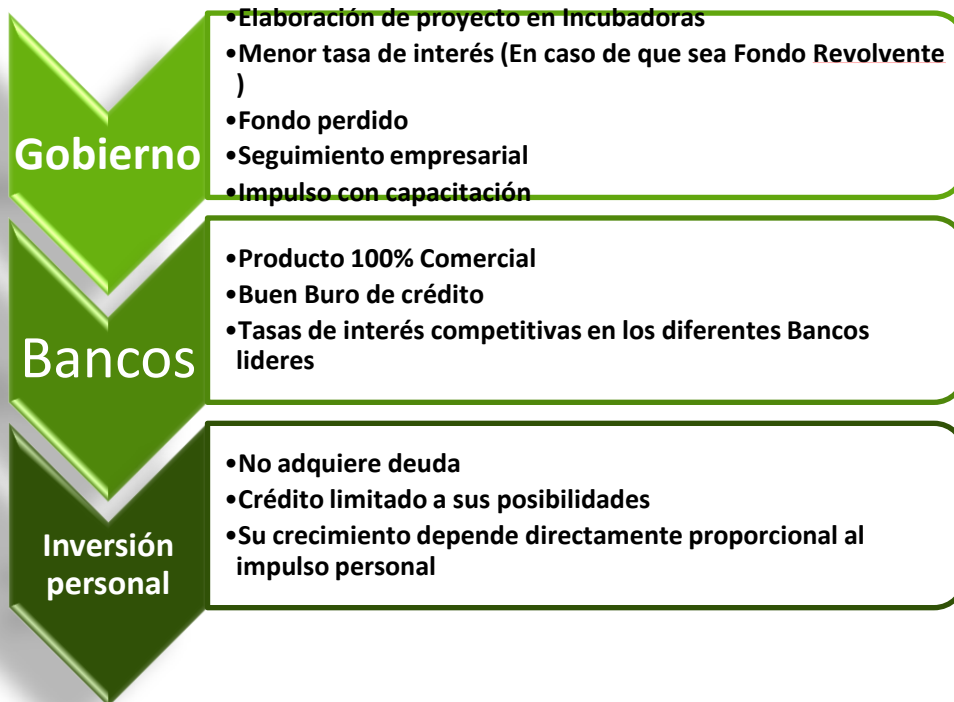 Gobierno
•Elaboración de proyecto en Incubadoras
•Menor tasa de interés (En caso de que sea Fondo Revolvente
)
•Fondo perdido
•Seguimiento empresarial
•Impulso con capacitación
Bancos
•Producto 100% Comercial
•Buen Buro de crédito
•Tasas de interés competitivas en los diferentes Bancos
lideres
Inversión
personal
•No adquiere deuda
•Crédito limitado a sus posibilidades
•Su crecimiento depende directamente proporcional al
impulso personal